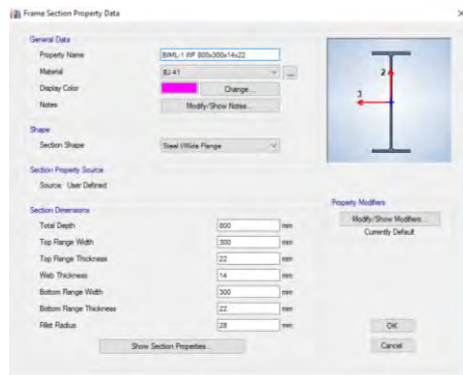 Frame Section Property Data
General Data
Property Name
BIML-1 WF 800x300x14x22
Material
BJ 41
...
Display Color
Change...
Notes
Modify/Show Notes...
Shape
Section Shape
Steel I/Wide Flange
Section Property Source
Source: User Defined
Section Dimensions
Total Depth
800
mm
Top Flange Width
300
mm
Top Flange Thickness
22
mm
Web Thickness
14
mm
Bottom Flange Width
300
mm
Bottom Flange Thickness
22
mm
Fillet Radius
28
mm
Show Section Properties...
2
3
Property Modifiers
Modify/Show Modifiers...
Currently Default
OK
Cancel